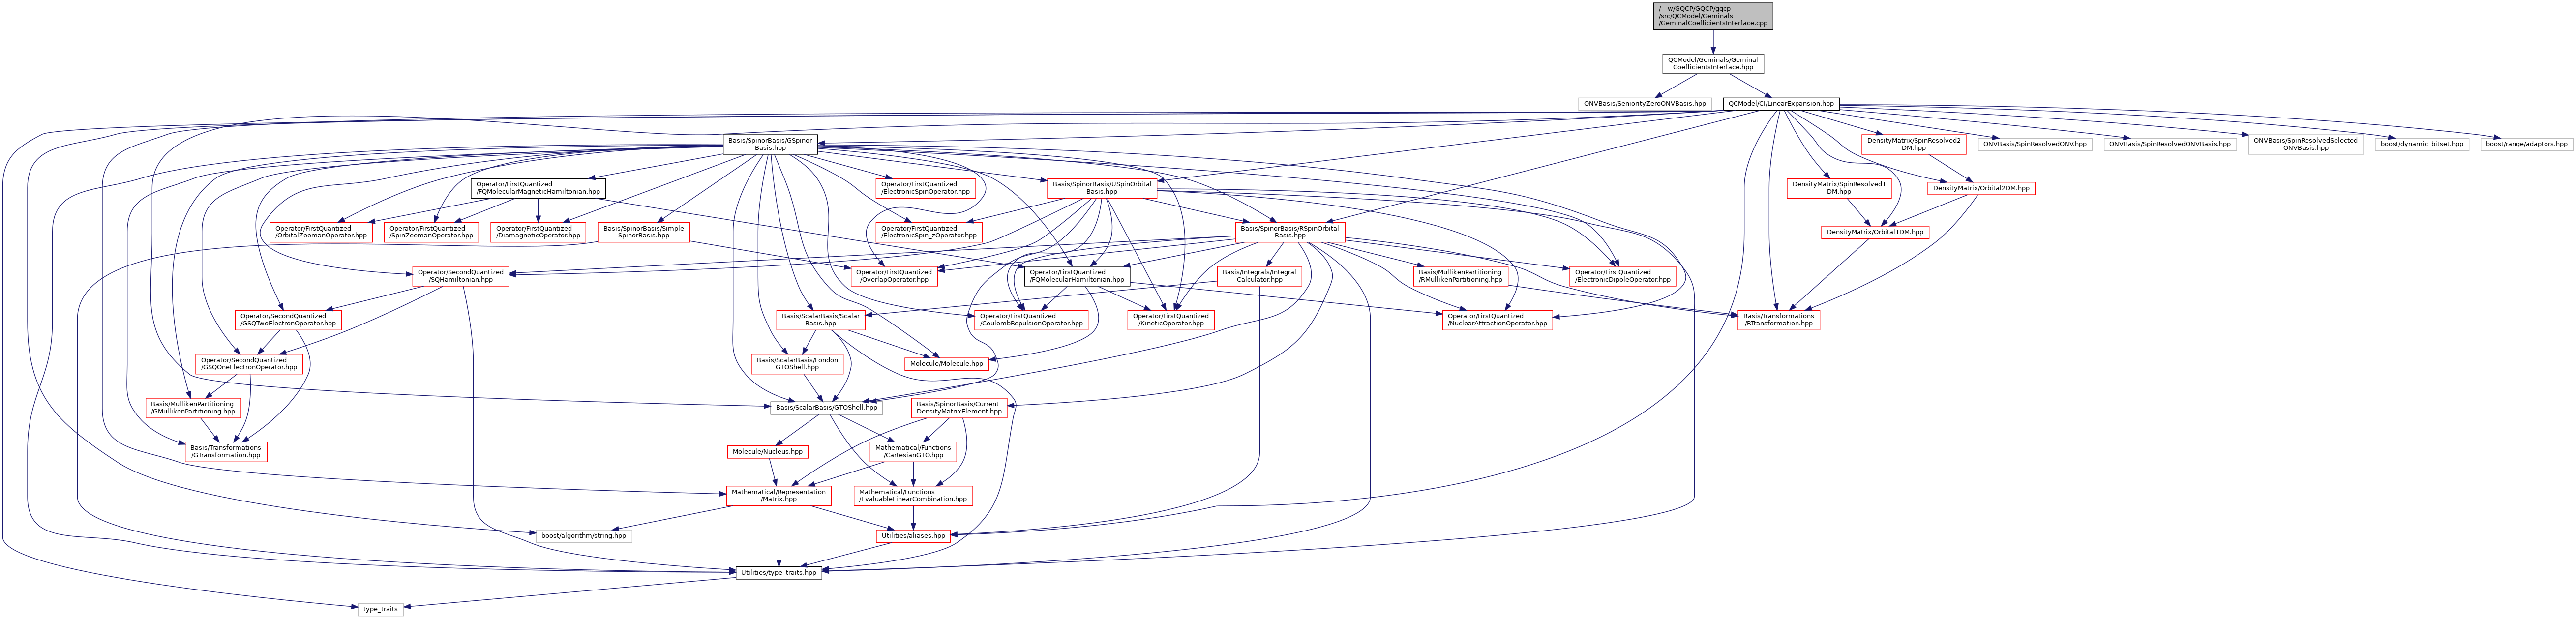 /__w/GQCP/GQCP/gqcp
/src/QCModel/Geminals
/GeminalCoefficientsInterface.cpp
QCModel/Geminals/Geminal
CoefficientsInterface.hpp
ONVBasis/SeniorityZeroONVBasis.hpp
QCModel/CI/LinearExpansion.hpp
Basis/SpinorBasis/GSpinor
Basis.hpp
DensityMatrix/SpinResolved2
DM.hpp
ONVBasis/SpinResolvedONV.hpp
ONVBasis/SpinResolvedONVBasis.hpp
ONVBasis/SpinResolvedSelected
ONVBasis.hpp
boost/dynamic_bitset.hpp
boost/range/adaptors.hpp
Operator/FirstQuantized
/FQMolecularMagneticHamiltonian.hpp
Operator/FirstQuantized
/ElectronicSpinOperator.hpp
Basis/SpinorBasis/USpinOrbital
Basis.hpp
DensityMatrix/SpinResolved1
DM.hpp
DensityMatrix/Orbital2DM.hpp
Operator/FirstQuantized
/OrbitalZeemanOperator.hpp
Operator/FirstQuantized
/SpinZeemanOperator.hpp
Operator/FirstQuantized
/DiamagneticOperator.hpp
Basis/SpinorBasis/Simple
SpinorBasis.hpp
Operator/FirstQuantized
/ElectronicSpin_zOperator.hpp
Basis/SpinorBasis/RSpinOrbital
Basis.hpp
DensityMatrix/Orbital1DM.hpp
Operator/SecondQuantized
/SQHamiltonian.hpp
Operator/FirstQuantized
/OverlapOperator.hpp
Operator/FirstQuantized
/FQMolecularHamiltonian.hpp
Basis/Integrals/Integral
Calculator.hpp
Basis/MullikenPartitioning
/RMullikenPartitioning.hpp
Operator/FirstQuantized
/ElectronicDipoleOperator.hpp
Operator/SecondQuantized
/GSQTwoElectronOperator.hpp
Basis/ScalarBasis/Scalar
Basis.hpp
Operator/FirstQuantized
/CoulombRepulsionOperator.hpp
Operator/FirstQuantized
/KineticOperator.hpp
Operator/FirstQuantized
/NuclearAttractionOperator.hpp
Basis/Transformations
/RTransformation.hpp
Operator/SecondQuantized
/GSQOneElectronOperator.hpp
Basis/ScalarBasis/London
GTOShell.hpp
Molecule/Molecule.hpp
Basis/MullikenPartitioning
/GMullikenPartitioning.hpp
Basis/ScalarBasis/GTOShell.hpp
Basis/SpinorBasis/Current
DensityMatrixElement.hpp
Basis/Transformations
/GTransformation.hpp
Molecule/Nucleus.hpp
Mathematical/Functions
/CartesianGTO.hpp
Mathematical/Representation
/Matrix.hpp
Mathematical/Functions
/EvaluableLinearCombination.hpp
boost/algorithm/string.hpp
Utilities/aliases.hpp
Utilities/type_traits.hpp
type_traits